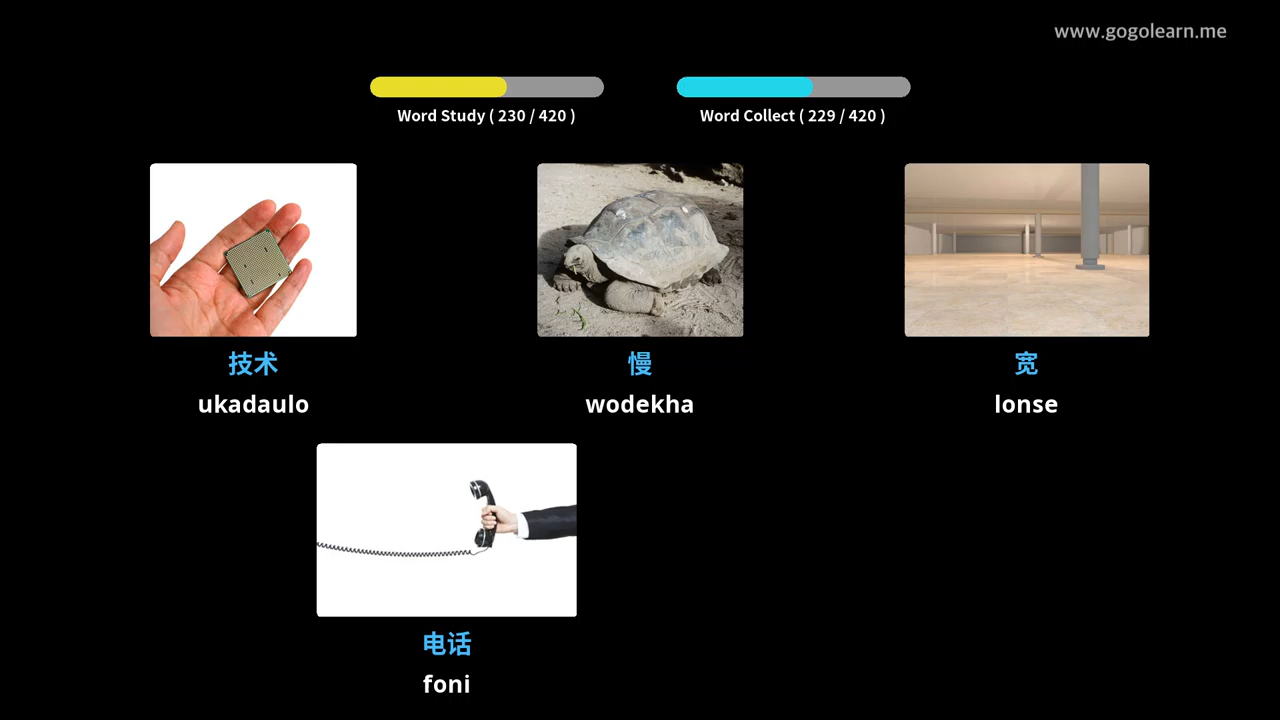 www.gogolearn.me
Word Study ( 230 / 420 )
Word Collect ( 229 / 420 )
技术
ukadaulo
慢
wodekha
宽
lonse
电话
foni